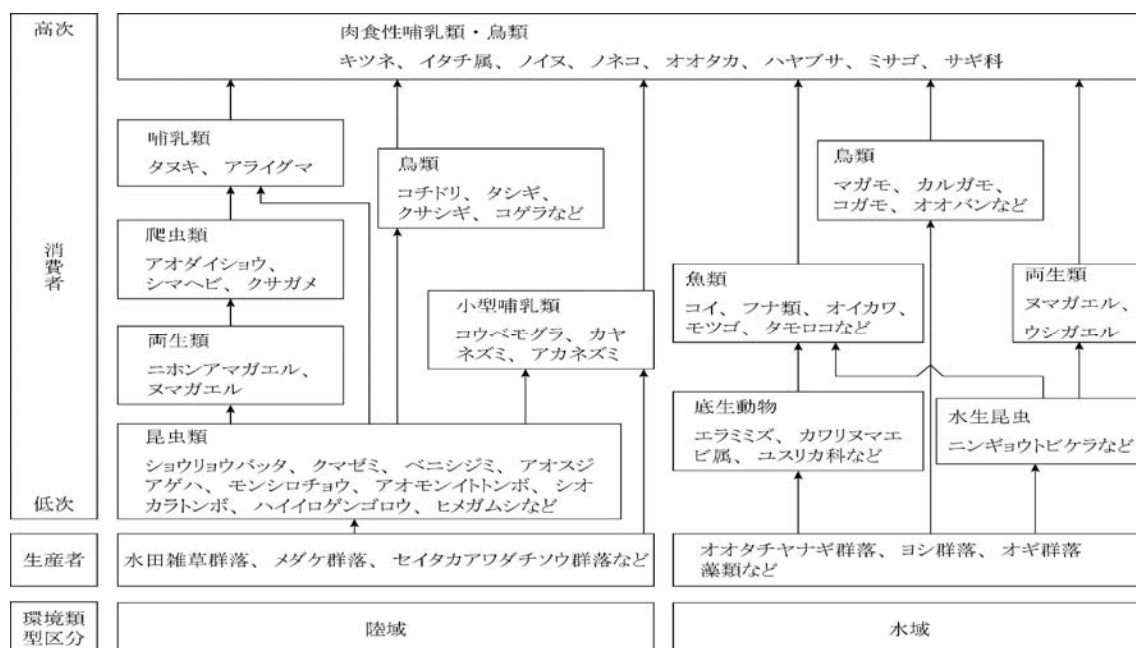 高次
消費者
低次
生産者
環境類
型区分
肉食性哺乳類・鳥類
キツネ、イタチ属、ノイヌ、ノネコ、オオタカ、ハヤブサ、ミサゴ、サギ科
哺乳類
タヌキ、アライグマ
鳥類
コチドリ、タシギ、
クサシギ、コゲラなど
爬虫類
アオダイショウ、
シマヘビ、クサガメ
小型哺乳類
コウベモグラ、カヤ
ネズミ、アカネズミ
両生類
ニホンアマガエル、
ヌマガエル
昆虫類
ショウリョウバッタ、クマゼミ、ベニシジミ、アオスジ
アゲハ、モンシロチョウ、アオモンイトトンボ、シオ
カラトンボ、ハイイロゲンゴロウ、ヒメガムシなど
水田雑草群落、メダケ群落、セイタカアワダチソウ群落など
陸域
鳥類
マガモ、カルガモ、
コガモ、オオバンなど
魚類
コイ、フナ類、オイカワ、
モツゴ、タモロコなど
両生類
ヌマガエル、
ウシガエル
底生動物
エラミミズ、カワリヌマエ
ビ属、ユスリカ科など
水生昆虫
ニンギョウトビケラなど
オオタチヤナギ群落、ヨシ群落、オギ群落
藻類など
水域